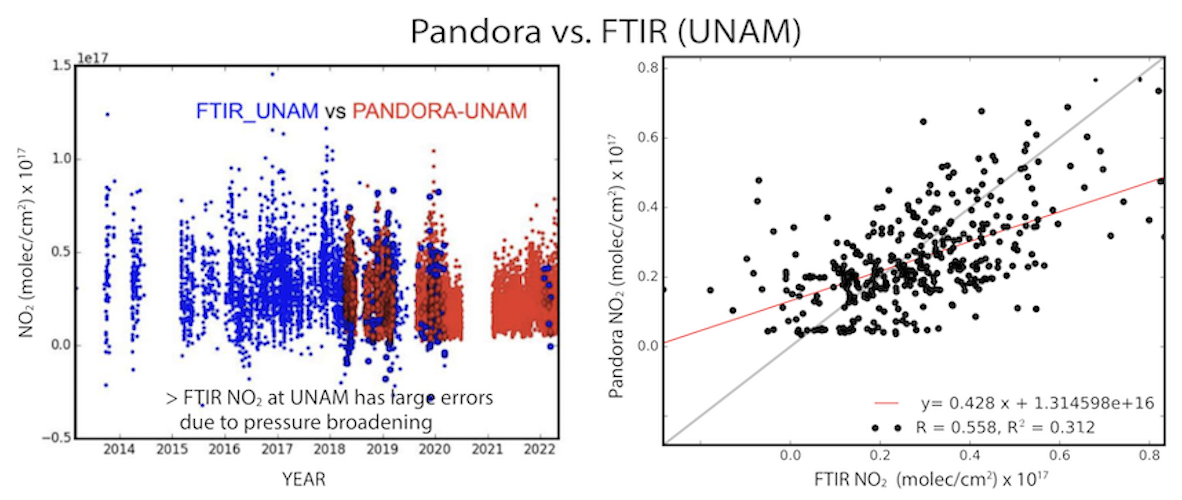 Pandora vs. FTIR (UNAM)
1e17
FTIR_UNAM vs PANDORA-UNAM
NO₂ (molec/cm²) x 10¹⁷
1.5
1.0
0.5
0.0
−0.5
> FTIR NO₂ at UNAM has large errors
due to pressure broadening
2014 2015 2016 2017 2018 2019 2020 2021 2022
YEAR
Pandora NO₂ (molec/cm²) x 10¹⁷
0.8
0.6
0.4
0.2
0.0
y= 0.428 x + 1.314598e+16
R = 0.558, R² = 0.312
0.0 0.2 0.4 0.6 0.8
FTIR NO₂ (molec/cm²) x 10¹⁷